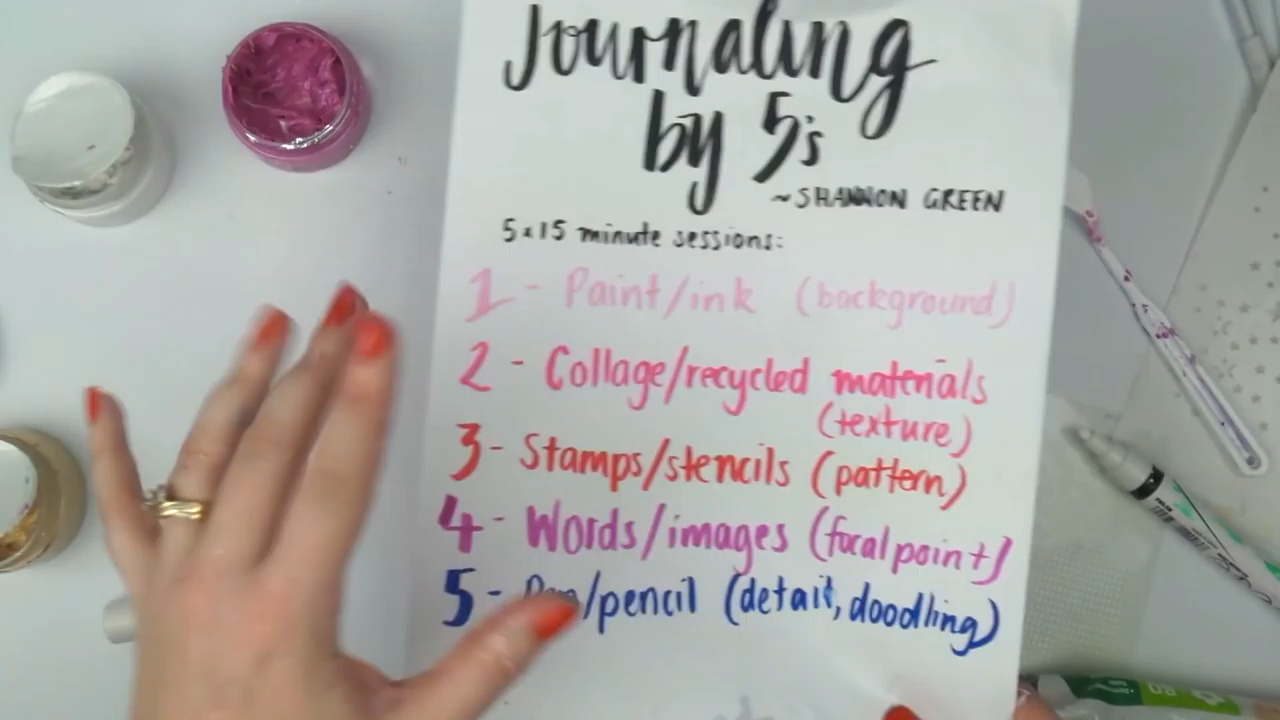 Journaling
by 5's
~SHANNON GREEN
5x15 minute sessions:
1 - Paint/ink (background)
2 - Collage/recycled materials
(texture)
3 - Stamps/stencils (pattern)
4 - Words/images (focal point)
5 - Pen/pencil (detail, doodling)